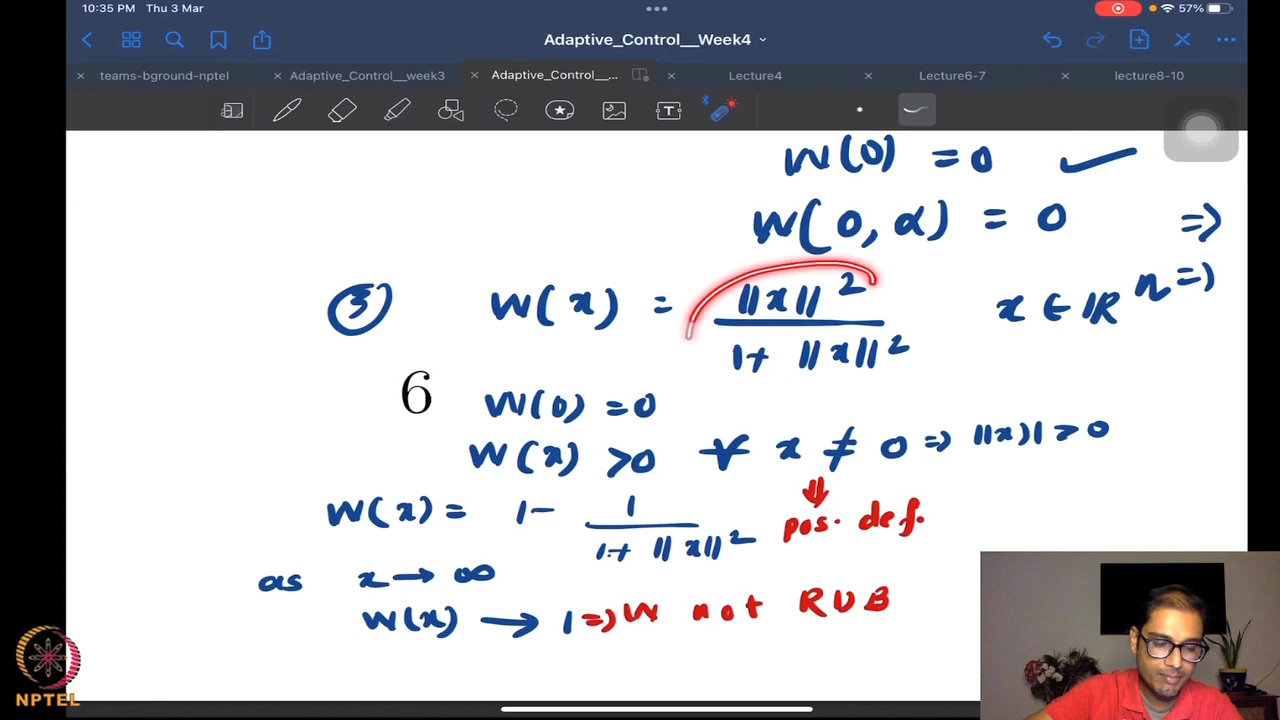 10:35 PM Thu 3 Mar
57%
Adaptive_Control__Week4
teams-bground-nptel
Adaptive_Control__week3
Adaptive_Control__...
Lecture4
Lecture6-7
lecture8-10
W(0) = 0
W(0, α) = 0 ⇒
③ W(x) = ||x||² / 1+ ||x||² x ∈ ℝⁿ ⇒
6
W(0) = 0
W(x) > 0 ∀ x ≠ 0 ⇒ ||x|| > 0
⇓
pos. def.
W(x) = 1 - 1 / 1+ ||x||²
as x → ∞
W(x) → 1 ⇒ W not RUB
NPTEL